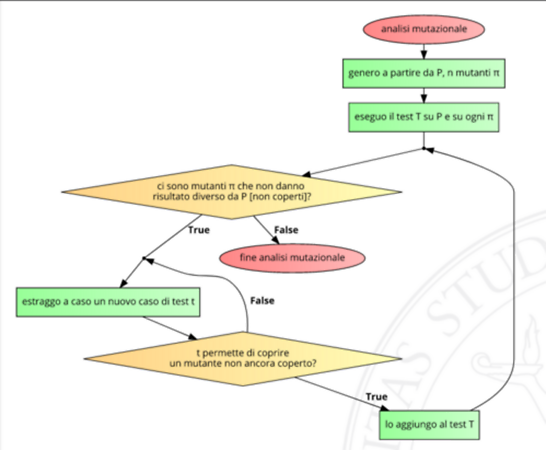 analisi mutazionale
genero a partire da P, n mutanti π
eseguo il test T su P e su ogni π
ci sono mutanti π che non danno
risultato diverso da P [non coperti]?
True
False
fine analisi mutazionale
estraggo a caso un nuovo caso di test t
False
t permette di coprire
un mutante non ancora coperto?
True
lo aggiungo al test T
TAS STUD